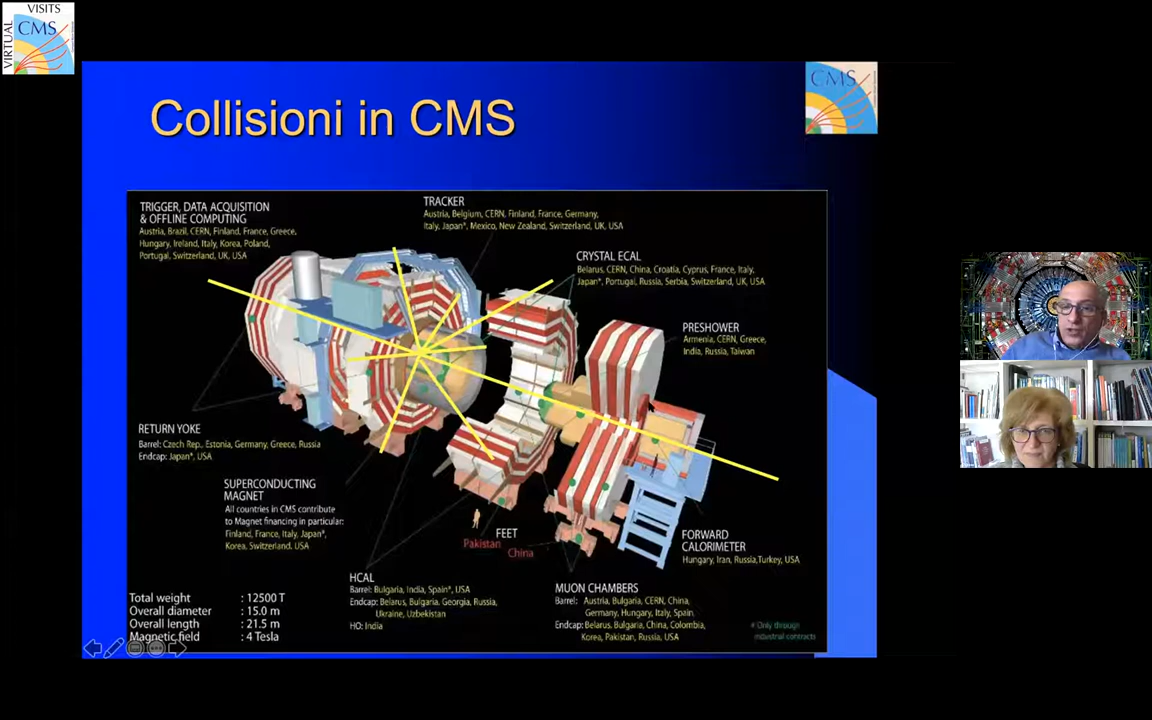 VISITS
VIRTUAL
CMS
Collisioni in CMS
CMS
TRIGGER, DATA ACQUISITION
& OFFLINE COMPUTING
Austria, Brazil, CERN, Finland, France, Greece,
Hungary, Ireland, Italy, Korea, Poland,
Portugal, Switzerland, UK, USA
TRACKER
Austria, Belgium, CERN, Finland, France, Germany,
Italy, Japan*, Mexico, New Zealand, Switzerland, UK, USA
CRYSTAL ECAL
Belarus, CERN, China, Croatia, Cyprus, France, Italy,
Japan*, Portugal, Russia, Serbia, Switzerland, UK, USA
PRESHOWER
Armenia, CERN, Greece,
India, Russia, Taiwan
RETURN YOKE
Barrel: Czech Rep., Estonia, Germany, Greece, Russia
Endcap: Japan*, USA
SUPERCONDUCTING
MAGNET
All countries in CMS contribute
to Magnet financing in particular:
Finland, France, Italy, Japan*,
Korea, Switzerland, USA
FEET
Pakistan
China
FORWARD
CALORIMETER
Hungary, Iran, Russia,Turkey, USA
HCAL
Barrel: Bulgaria, India, Spain*, USA
Endcap: Belarus, Bulgaria, Georgia, Russia,
Ukraine, Uzbekistan
HO: India
MUON CHAMBERS
Barrel: Austria, Bulgaria, CERN, China,
Germany, Hungary, Italy, Spain,
Endcap: Belarus, Bulgaria, China, Colombia,
Korea, Pakistan, Russia, USA
* Only through
industrial contracts
Total weight : 12500 T
Overall diameter : 15.0 m
Overall length : 21.5 m
Magnetic field : 4 Tesla